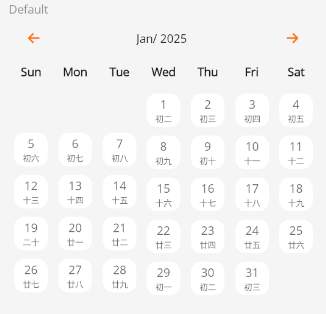 Default
Jan/ 2025
Sun Mon Tue Wed Thu Fri Sat
1 2 3 4
初二 初三 初四 初五
5 6 7 8 9 10 11
初六 初七 初八 初九 初十 十一 十二
12 13 14 15 16 17 18
十三 十四 十五 十六 十七 十八 十九
19 20 21 22 23 24 25
二十 廿一 廿二 廿三 廿四 廿五 廿六
26 27 28 29 30 31
廿七 廿八 廿九 初一 初二 初三